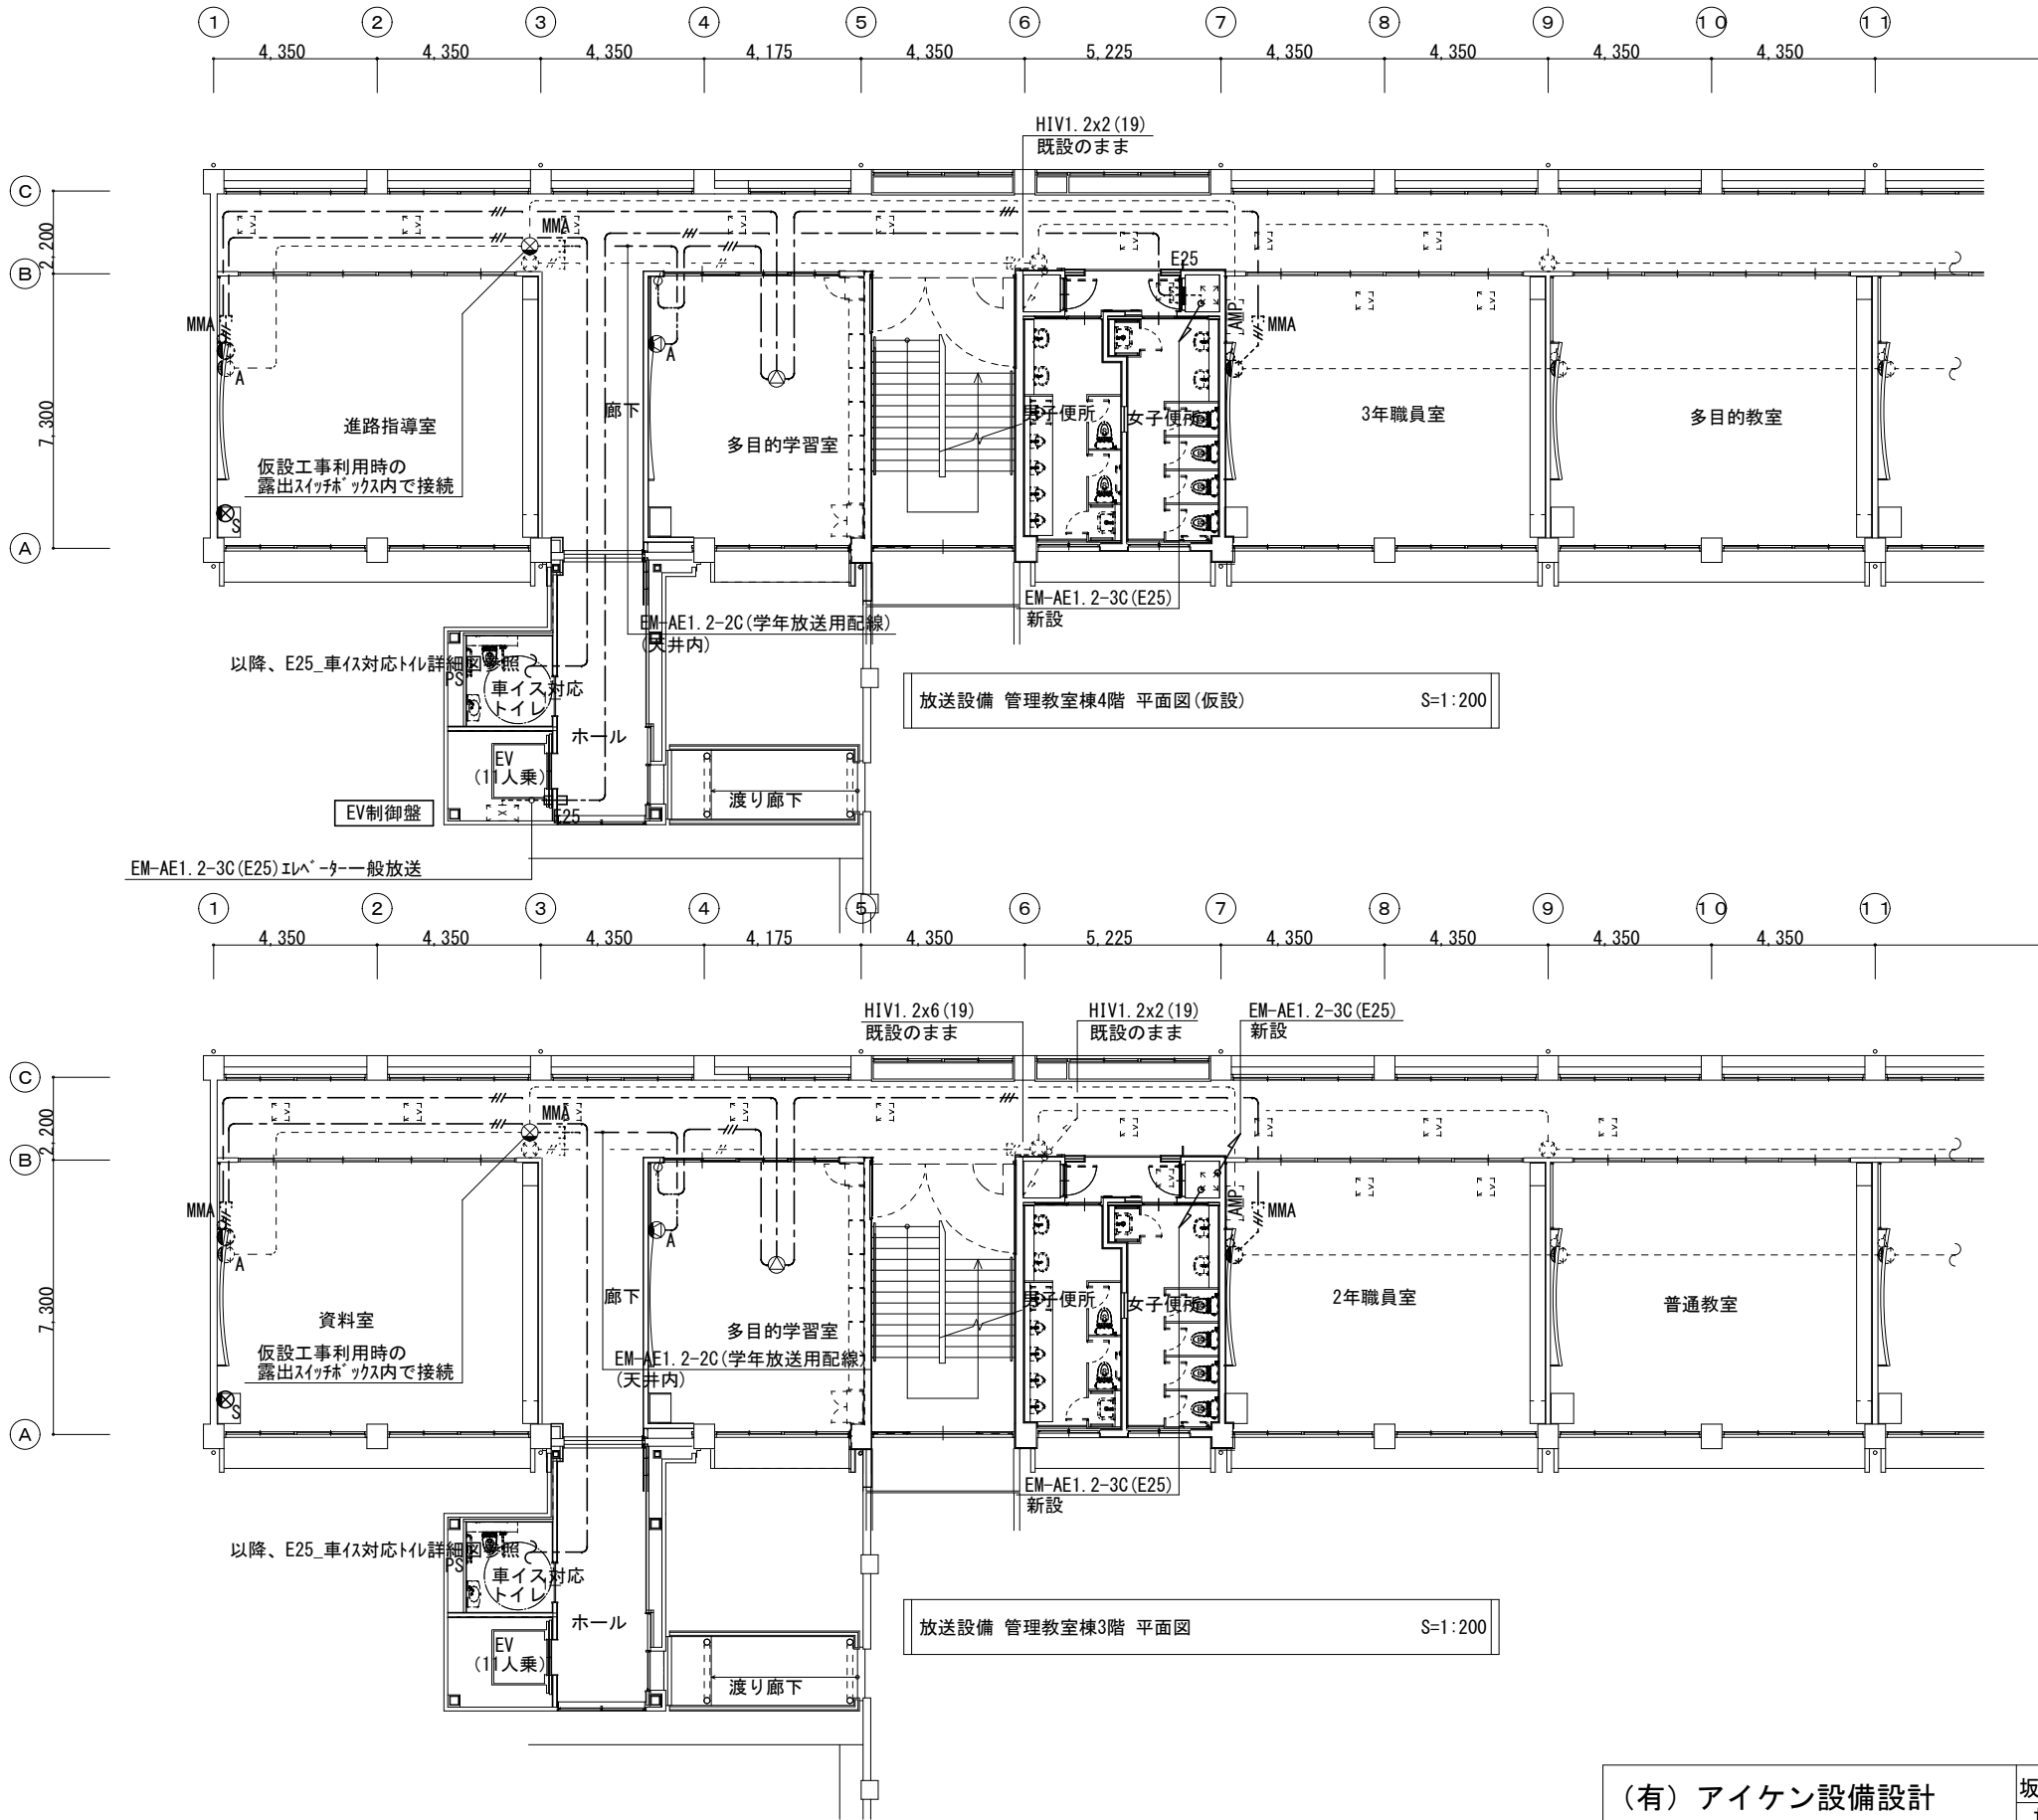 1 2 3 4 5 6 7 8 9 10 11
4,350 4,350 4,350 4,175 4,350 5,225 4,350 4,350 4,350 4,350
HIV1.2x2(19)
既設のまま
C
2,200
MMA
B
E25
MMA
AMP
MMA
A
A
7,300
廊下
男子便所
女子便所
3年職員室
多目的教室
進路指導室
多目的学習室
仮設工事利用時の
露出スイッチボックス内で接続
S
A
EM-AE1.2-3C(E25)
新設
EM-AE1.2-2C(学年放送用配線)
(天井内)
以降、E25_車イス対応トイレ詳細図参照
PS
車イス対応
トイレ
放送設備 管理教室棟4階 平面図(仮設) S=1:200
ホール
EV
(11人乗)
渡り廊下
EV制御盤
E25
EM-AE1.2-3C(E25)エレベーター一般放送
1 2 3 4 5 6 7 8 9 10 11
4,350 4,350 4,350 4,175 4,350 5,225 4,350 4,350 4,350 4,350
HIV1.2x6(19)
既設のまま
HIV1.2x2(19)
既設のまま
EM-AE1.2-3C(E25)
新設
C
2,200
MMA
B
MMA
AMP
MMA
A
A
7,300
廊下
男子便所
女子便所
2年職員室
普通教室
資料室
多目的学習室
仮設工事利用時の
露出スイッチボックス内で接続
EM-AE1.2-2C(学年放送用配線)
(天井内)
S
A
EM-AE1.2-3C(E25)
新設
以降、E25_車イス対応トイレ詳細図参照
PS
車イス対応
トイレ
ホール
放送設備 管理教室棟3階 平面図 S=1:200
EV
(11人乗)
渡り廊下
(有) アイケン設備設計
坂